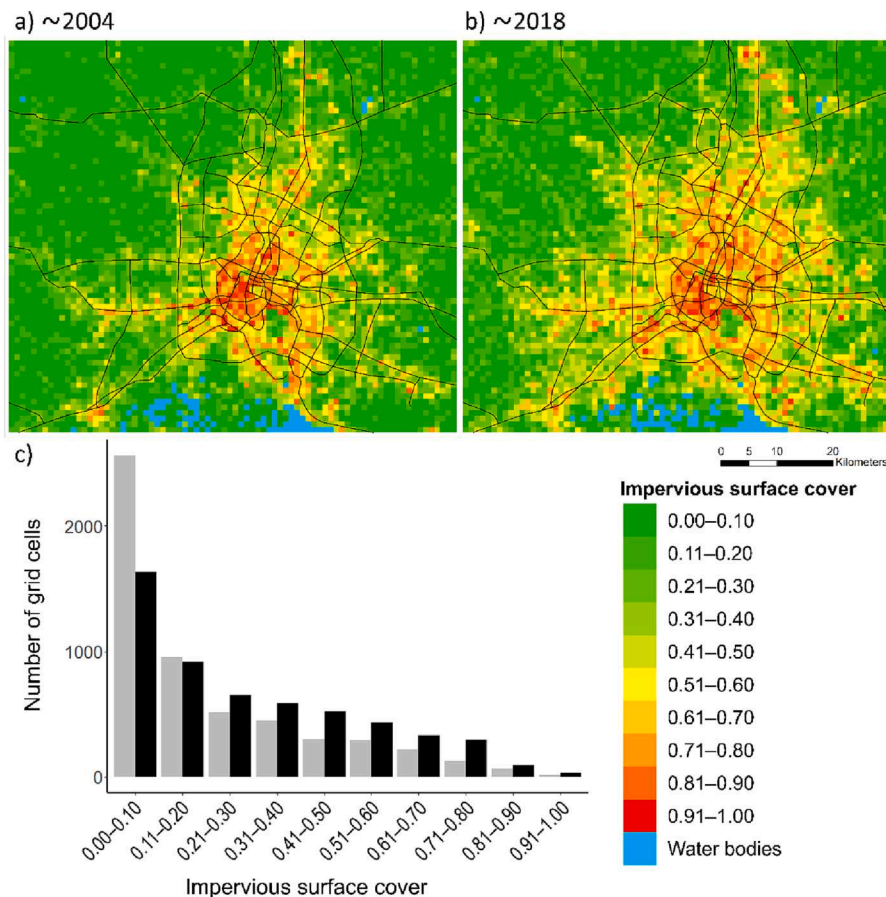 a) ~2004
b) ~2018
c)
0 5 10 20
Kilometers
Number of grid cells
2000
1000
0
0.00–0.10
0.11–0.20
0.21–0.30
0.31–0.40
0.41–0.50
0.51–0.60
0.61–0.70
0.71–0.80
0.81–0.90
0.91–1.00
Impervious surface cover
Impervious surface cover
0.00–0.10
0.11–0.20
0.21–0.30
0.31–0.40
0.41–0.50
0.51–0.60
0.61–0.70
0.71–0.80
0.81–0.90
0.91–1.00
Water bodies